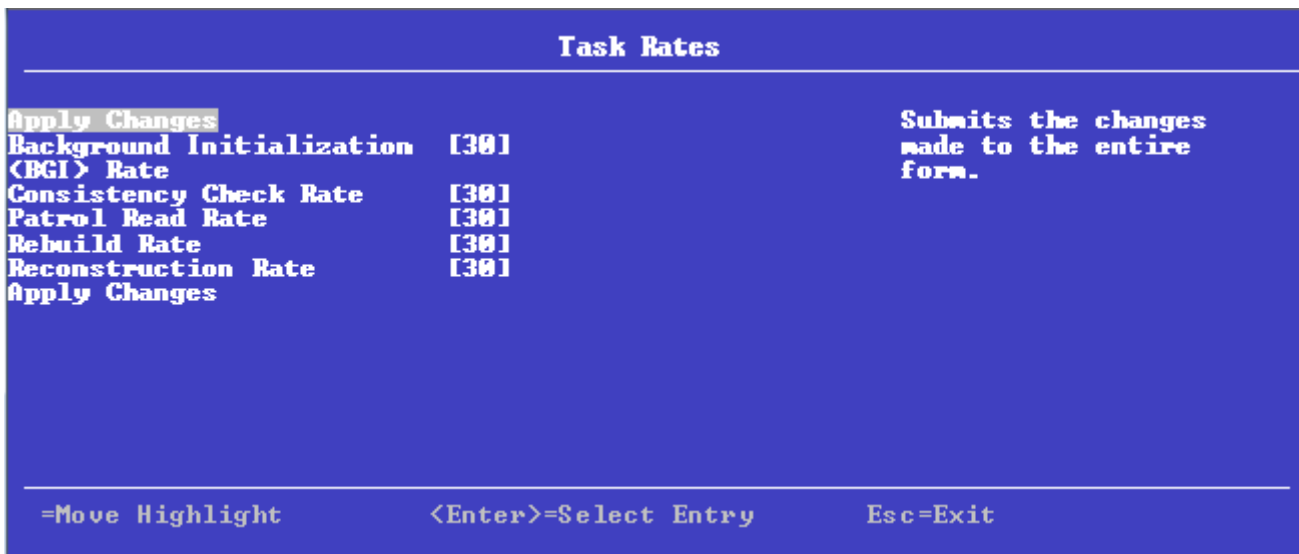 Task Rates
Apply Changes
Background Initialization [30]
<BGI> Rate
Consistency Check Rate [30]
Patrol Read Rate [30]
Rebuild Rate [30]
Reconstruction Rate [30]
Apply Changes
Submits the changes
made to the entire
form.
=Move Highlight <Enter>=Select Entry Esc=Exit